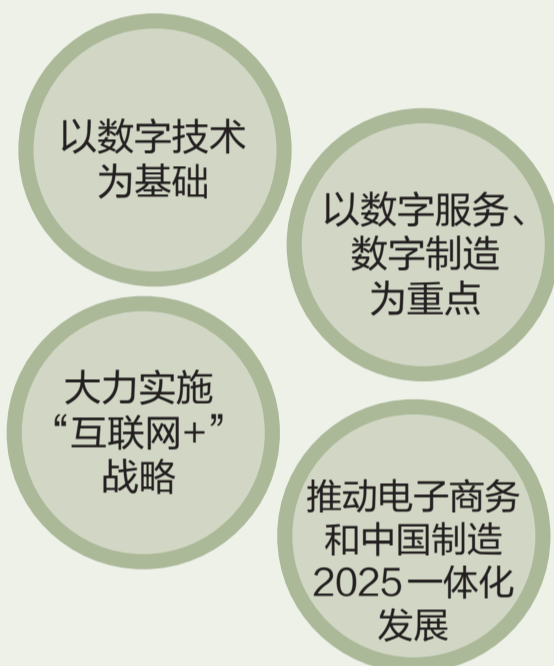 以数字技术
为基础
以数字服务、
数字制造
为重点
大力实施
“互联网+”
战略
推动电子商务
和中国制造
2025一体化
发展